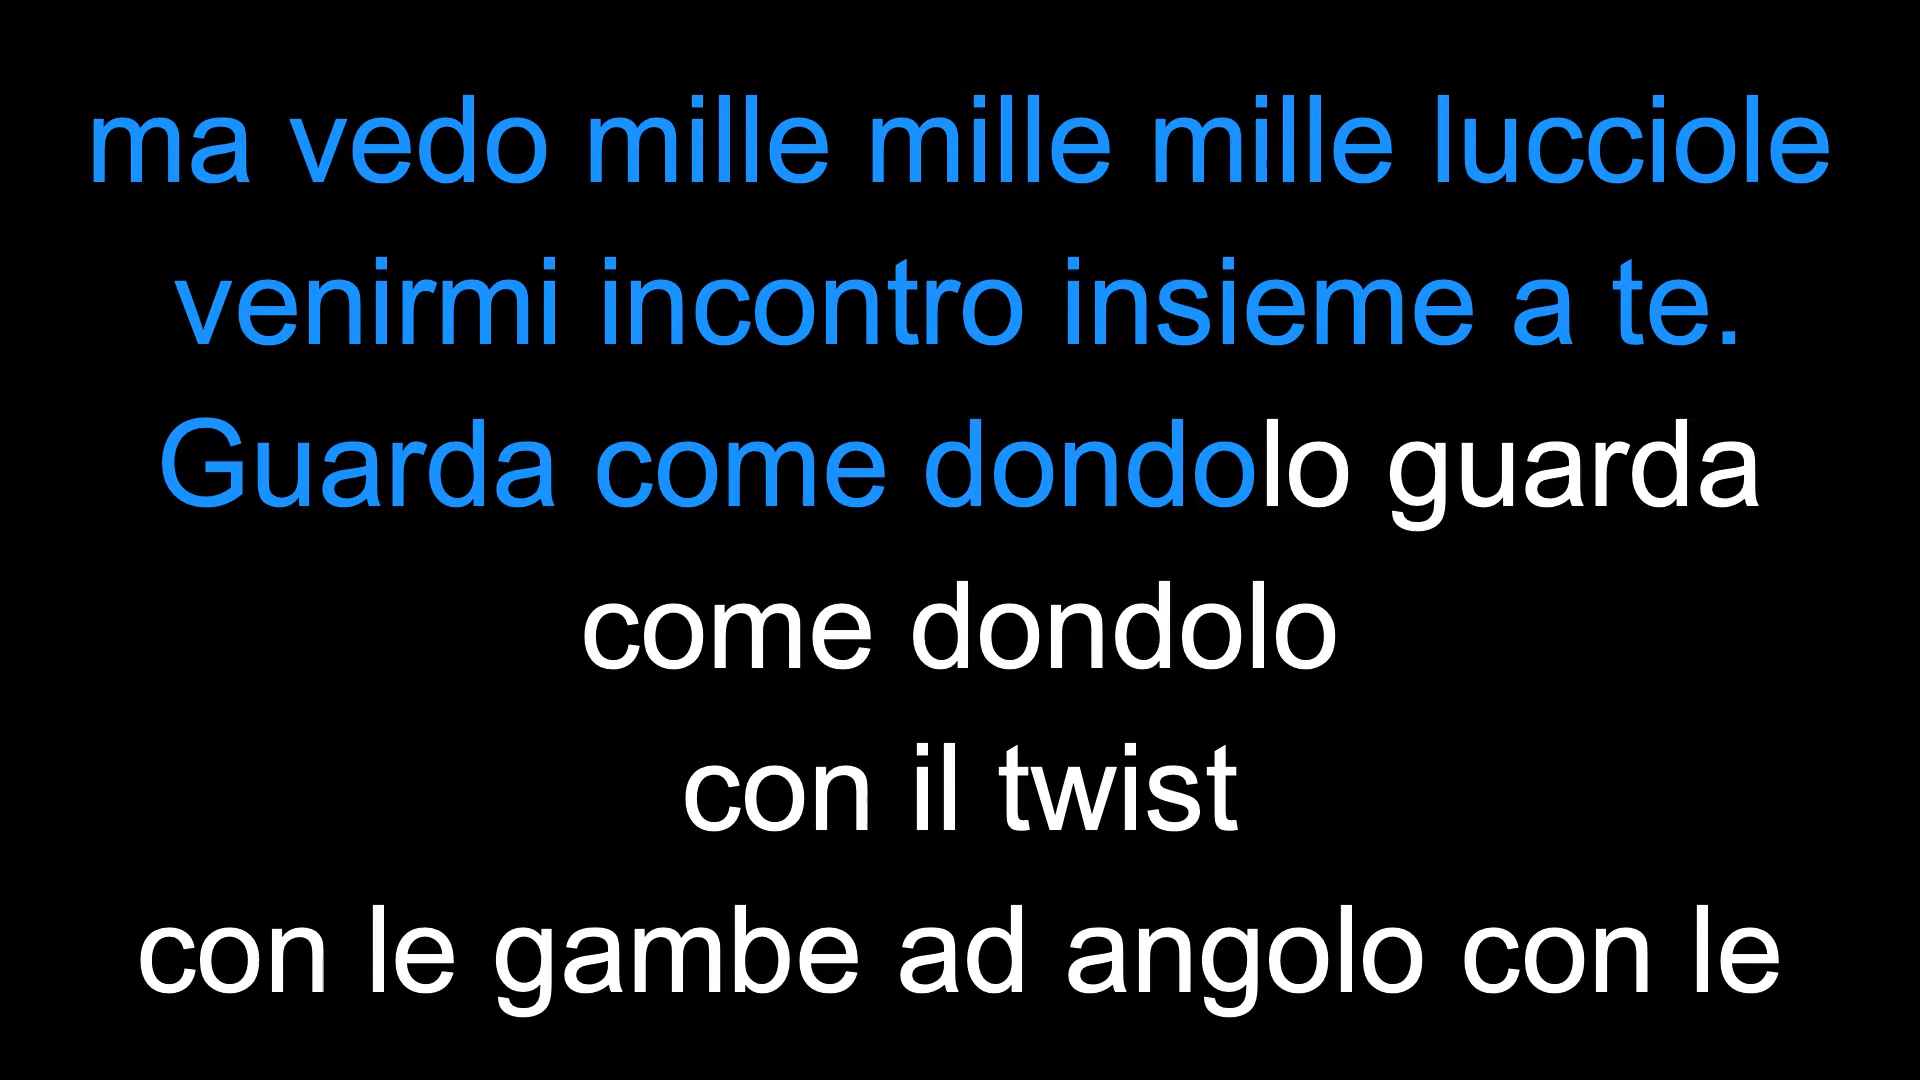 ma vedo mille mille mille lucciole
venirmi incontro insieme a te.
Guarda come dondolo guarda
come dondolo
con il twist
con le gambe ad angolo con le